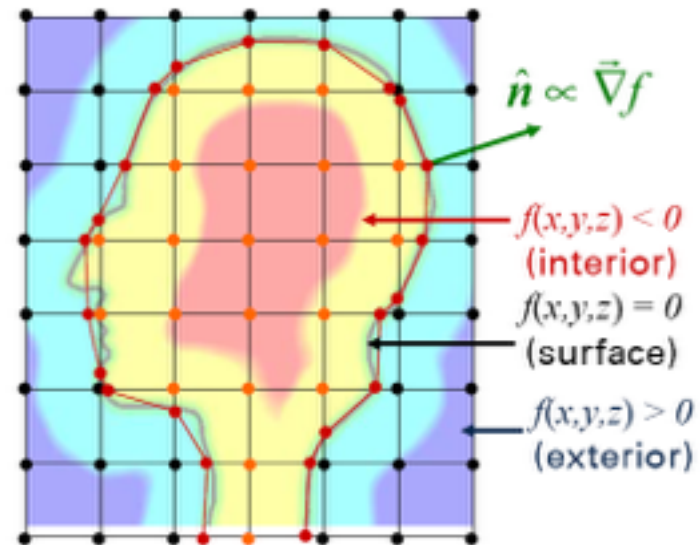 n̂ ∝ ∇⃗f
f(x,y,z) < 0
(interior)
f(x,y,z) = 0
(surface)
f(x,y,z) > 0
(exterior)